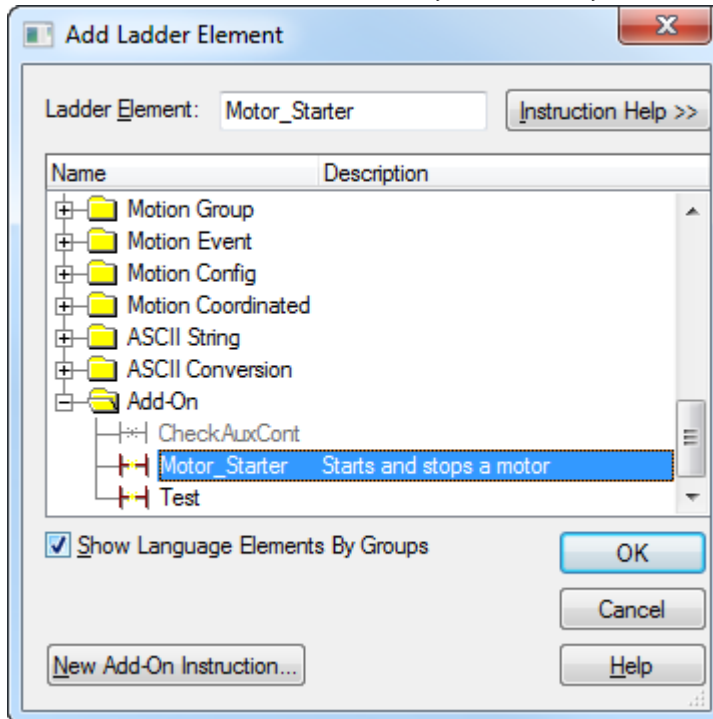 Add Ladder Element
Ladder Element: Motor_Starter Instruction Help >>
Name Description
Motion Group
Motion Event
Motion Config
Motion Coordinated
ASCII String
ASCII Conversion
Add-On
CheckAuxCont
Motor_Starter Starts and stops a motor
Test
Show Language Elements By Groups
OK
Cancel
New Add-On Instruction... Help